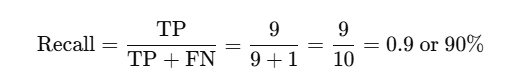 Recall = TP / TP + FN = 9 / 9 + 1 = 9 / 10 = 0.9 or 90%